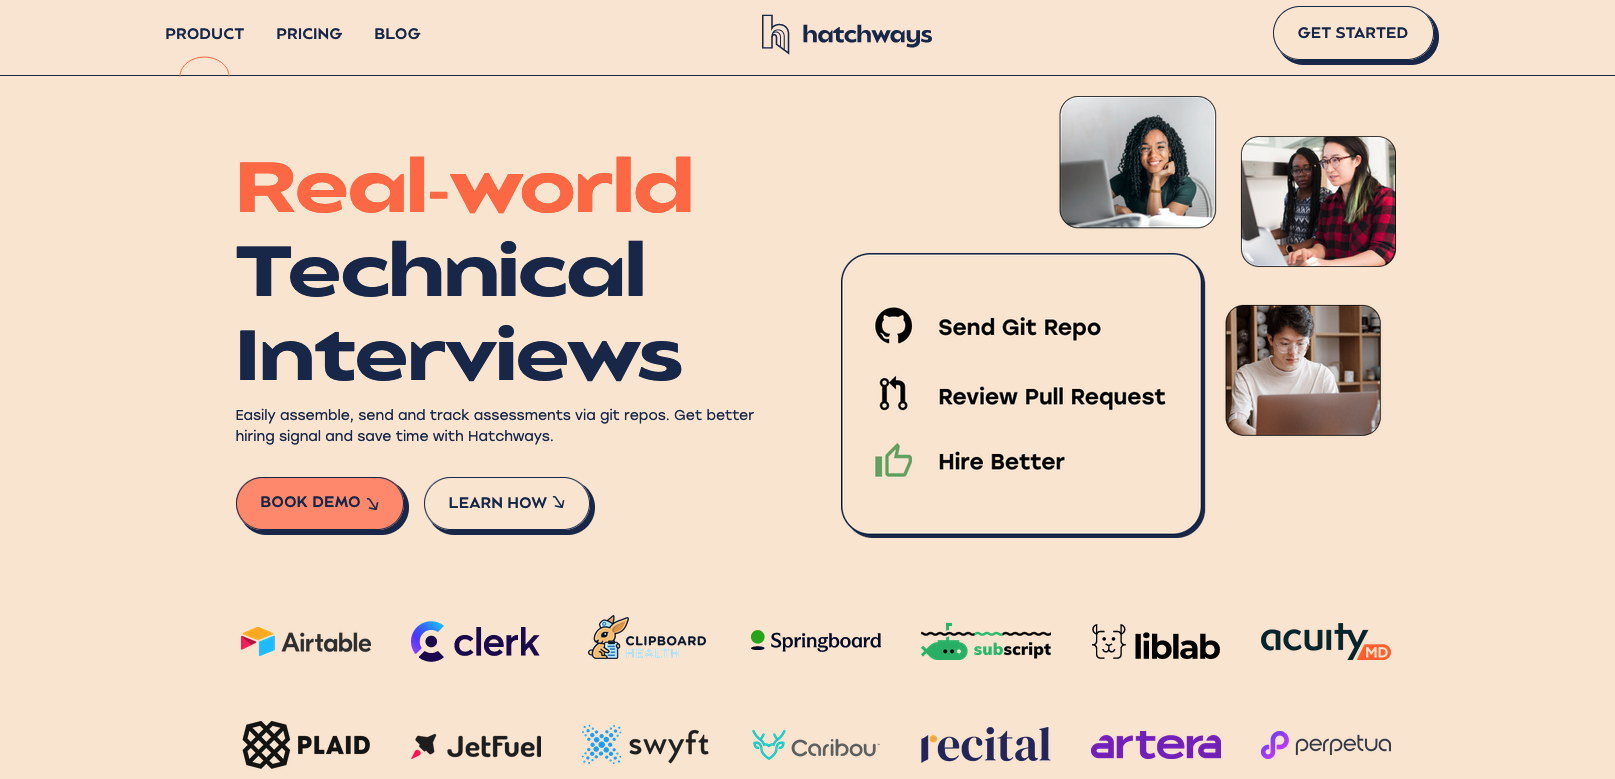 PRODUCT PRICING BLOG hatchways GET STARTED
Real-world
Technical
Interviews
Easily assemble, send and track assessments via git repos. Get better
hiring signal and save time with Hatchways.
BOOK DEMO LEARN HOW
Send Git Repo
Review Pull Request
Hire Better
Airtable clerk CLIPBOARD HEALTH Springboard subscript liblab acuity MD
PLAID JetFuel swyft Caribou recital artera perpetua